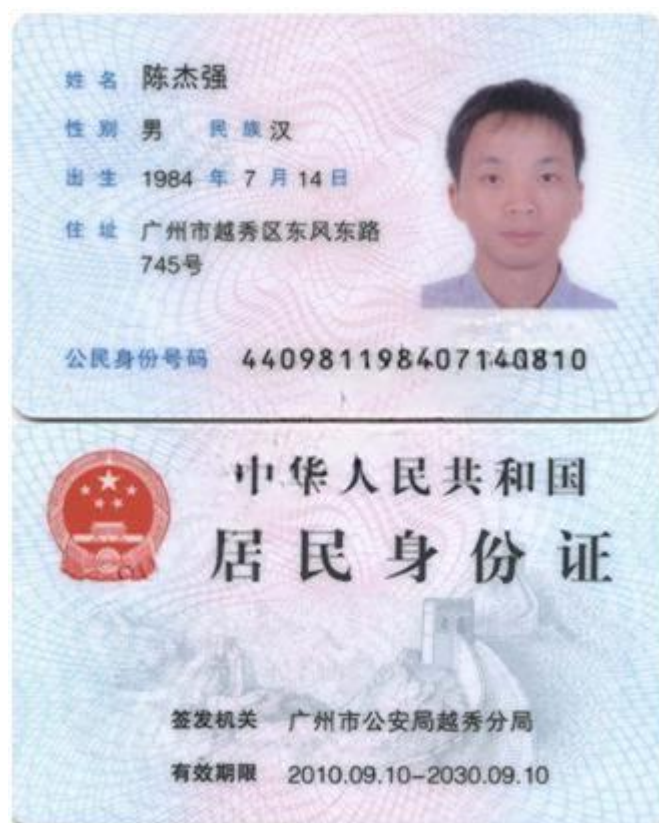 姓名 陈杰强
性别 男 民族 汉
出生 1984 年 7 月 14 日
住址 广州市越秀区东风东路
745号
公民身份号码 440981198407140810
中华人民共和国
居民身份证
签发机关 广州市公安局越秀分局
有效期限 2010.09.10-2030.09.10